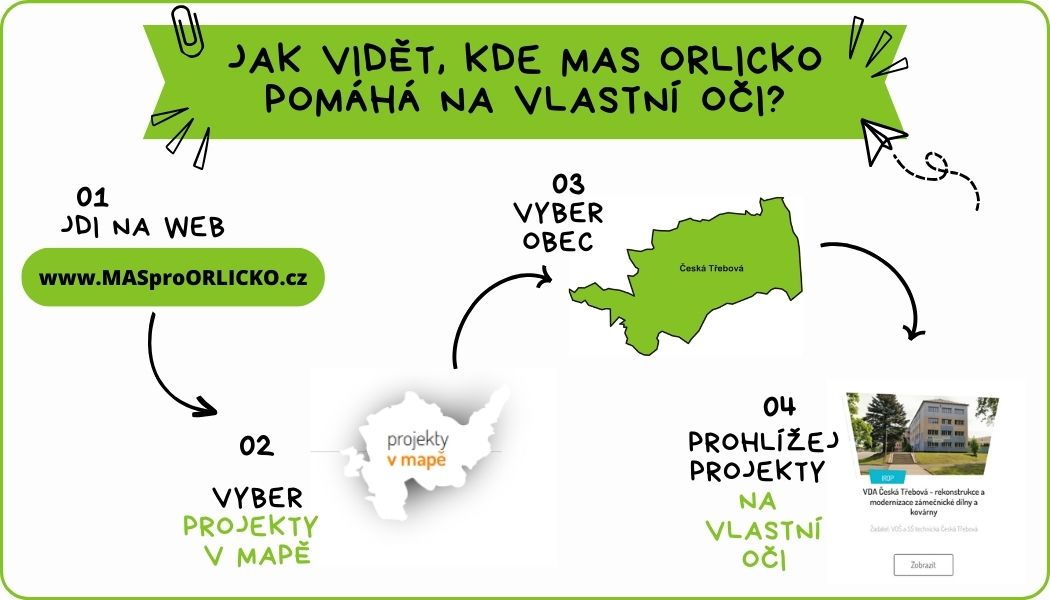 JAK VIDĚT, KDE MAS ORLICKO
POMÁHÁ NA VLASTNÍ OČI?
01
JDI NA WEB
www.MASproORLICKO.cz
02
VYBER
PROJEKTY
V MAPĚ
projekty
v mapě
03
VYBER
OBEC
Česká Třebová
04
PROHLÍŽEJ
PROJEKTY
NA
VLASTNÍ
OČI
IROP
VDA Česká Třebová - rekonstrukce a
modernizace zámečnické dílny a
kovárny
Žadatel: VOŠ a SŠ technická Česká Třebová
Zobrazit